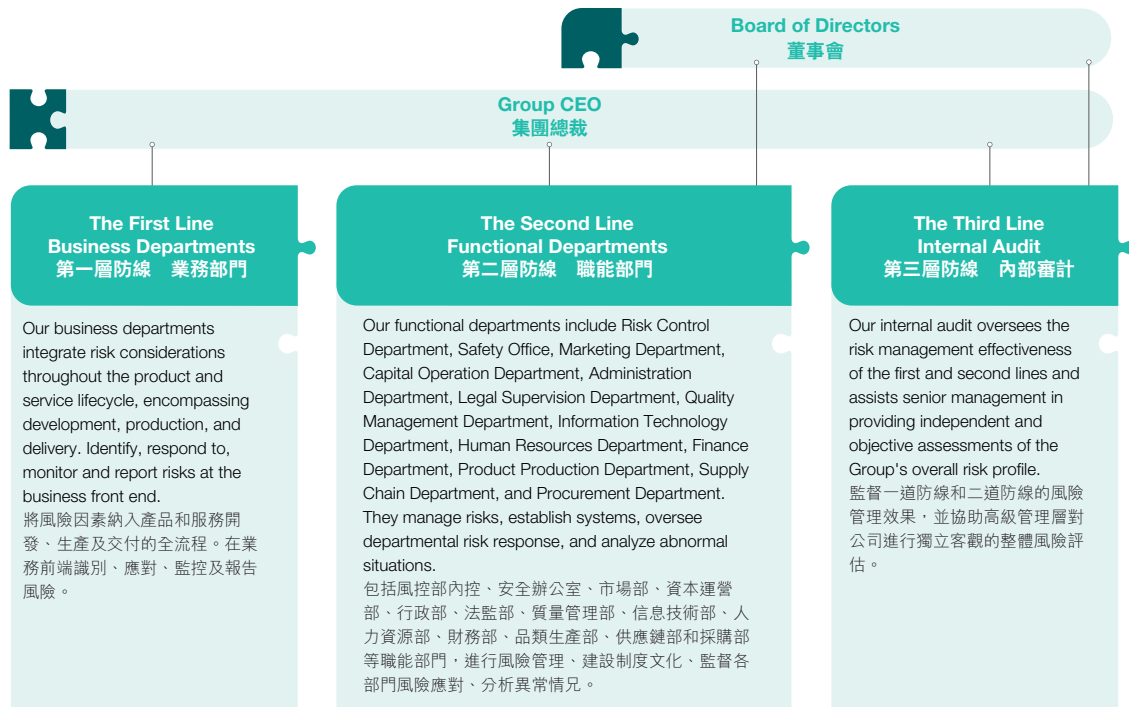 Board of Directors
董事會
Group CEO
集團總裁
The First Line
Business Departments
第一層防線 業務部門
Our business departments
integrate risk considerations
throughout the product and
service lifecycle, encompassing
development, production, and
delivery. Identify, respond to,
monitor and report risks at the
business front end.
將風險因素納入產品和服務開
發、生產及交付的全流程。在業
務前端識別、應對、監控及報告
風險。
The Second Line
Functional Departments
第二層防線 職能部門
Our functional departments include Risk Control
Department, Safety Office, Marketing Department,
Capital Operation Department, Administration
Department, Legal Supervision Department, Quality
Management Department, Information Technology
Department, Human Resources Department, Finance
Department, Product Production Department, Supply
Chain Department, and Procurement Department.
They manage risks, establish systems, oversee
departmental risk response, and analyze abnormal
situations.
包括風控部內控、安全辦公室、市場部、資本運營
部、行政部、法監部、質量管理部、信息技術部、人
力資源部、財務部、品類生產部、供應鏈部和採購部
等職能部門，進行風險管理、建設制度文化、監督各
部門風險應對、分析異常情況。
The Third Line
Internal Audit
第三層防線 內部審計
Our internal audit oversees the
risk management effectiveness
of the first and second lines and
assists senior management in
providing independent and
objective assessments of the
Group's overall risk profile.
監督一道防線和二道防線的風險
管理效果，並協助高級管理層對
公司進行獨立客觀的整體風險評
估。